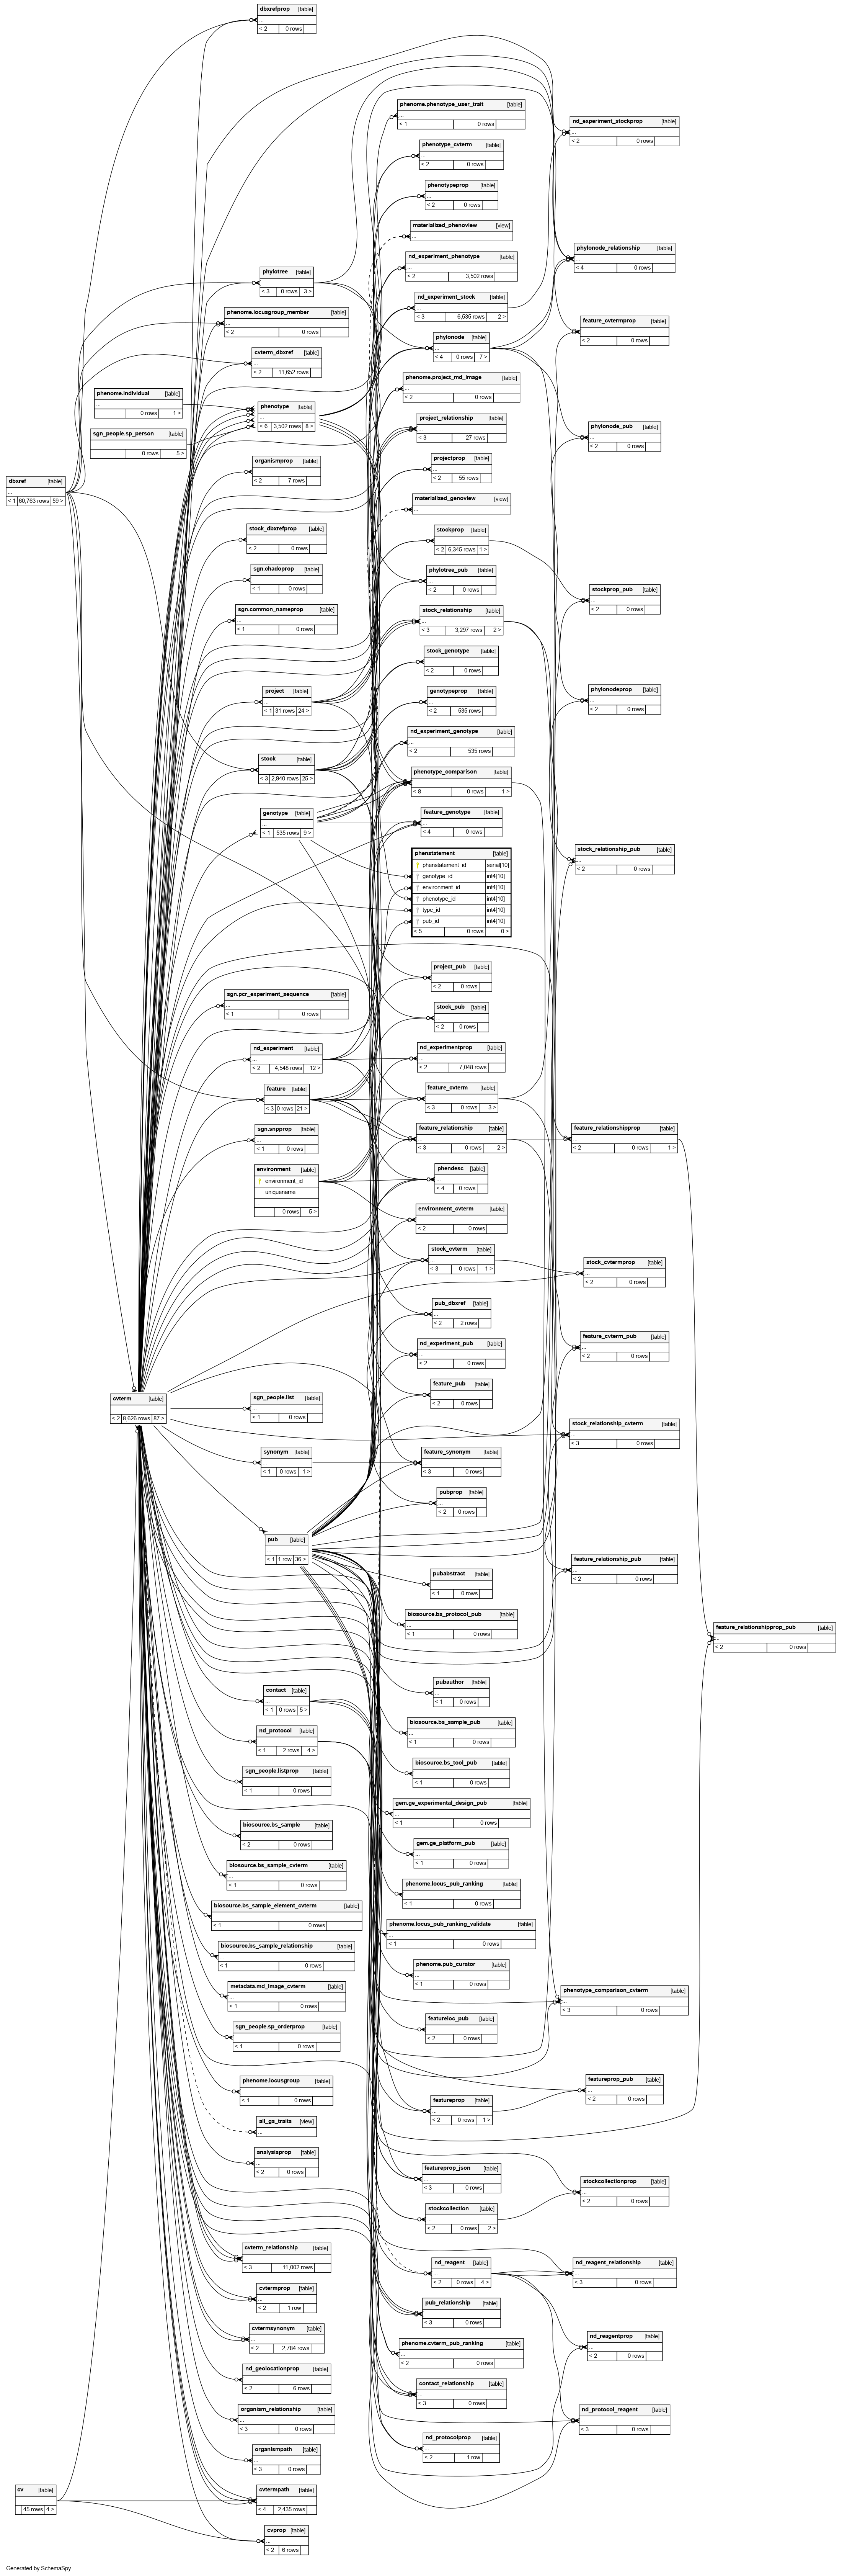 dbxrefprop [table]
...
< 2 0 rows
phenome.phenotype_user_trait [table]
...
< 1 0 rows
nd_experiment_stockprop [table]
...
< 2 0 rows
phenotype_cvterm [table]
...
< 2 0 rows
phenotypeprop [table]
...
< 2 0 rows
materialized_phenoview [view]
...
phylonode_relationship [table]
...
< 4 0 rows
nd_experiment_phenotype [table]
...
< 2 3,502 rows
phylotree [table]
...
< 3 0 rows 3 >
nd_experiment_stock [table]
...
< 3 6,535 rows 2 >
phenome.locusgroup_member [table]
...
< 2 0 rows
feature_cvtermprop [table]
...
< 2 0 rows
phylonode [table]
...
< 4 0 rows 7 >
cvterm_dbxref [table]
...
< 2 11,652 rows
phenome.project_md_image [table]
...
< 2 0 rows
phenome.individual [table]
...
0 rows 1 >
phenotype [table]
...
< 6 3,502 rows 8 >
project_relationship [table]
...
< 3 27 rows
phylonode_pub [table]
...
< 2 0 rows
sgn_people.sp_person [table]
...
0 rows 5 >
organismprop [table]
...
< 2 7 rows
projectprop [table]
...
< 2 55 rows
dbxref [table]
...
< 1 60,763 rows 59 >
materialized_genoview [view]
...
stock_dbxrefprop [table]
...
< 2 0 rows
stockprop [table]
...
< 2 6,345 rows 1 >
sgn.chadoprop [table]
...
< 1 0 rows
phylotree_pub [table]
...
< 2 0 rows
stockprop_pub [table]
...
< 2 0 rows
sgn.common_nameprop [table]
...
< 1 0 rows
stock_relationship [table]
...
< 3 3,297 rows 2 >
stock_genotype [table]
...
< 2 0 rows
project [table]
...
< 1 31 rows 24 >
genotypeprop [table]
...
< 2 535 rows
phylonodeprop [table]
...
< 2 0 rows
nd_experiment_genotype [table]
...
< 2 535 rows
stock [table]
...
< 3 2,940 rows 25 >
phenotype_comparison [table]
...
< 8 0 rows 1 >
genotype [table]
...
< 1 535 rows 9 >
feature_genotype [table]
...
< 4 0 rows
phenstatement [table]
phenstatement_id serial[10]
genotype_id int4[10]
environment_id int4[10]
phenotype_id int4[10]
type_id int4[10]
pub_id int4[10]
< 5 0 rows 0 >
stock_relationship_pub [table]
...
< 2 0 rows
project_pub [table]
...
< 2 0 rows
sgn.pcr_experiment_sequence [table]
...
< 1 0 rows
stock_pub [table]
...
< 2 0 rows
nd_experiment [table]
...
< 2 4,548 rows 12 >
nd_experimentprop [table]
...
< 2 7,048 rows
feature [table]
...
< 3 0 rows 21 >
feature_cvterm [table]
...
< 3 0 rows 3 >
sgn.snpprop [table]
...
< 1 0 rows
feature_relationship [table]
...
< 3 0 rows 2 >
feature_relationshipprop [table]
...
< 2 0 rows 1 >
environment [table]
environment_id
uniquename
...
0 rows 5 >
phendesc [table]
...
< 4 0 rows
environment_cvterm [table]
...
< 2 0 rows
stock_cvterm [table]
...
< 3 0 rows 1 >
stock_cvtermprop [table]
...
< 2 0 rows
pub_dbxref [table]
...
< 2 2 rows
nd_experiment_pub [table]
...
< 2 0 rows
feature_cvterm_pub [table]
...
< 2 0 rows
cvterm [table]
...
< 2 8,626 rows 87 >
sgn_people.list [table]
...
< 1 0 rows
feature_pub [table]
...
< 2 0 rows
stock_relationship_cvterm [table]
...
< 3 0 rows
synonym [table]
...
< 1 0 rows 1 >
feature_synonym [table]
...
< 3 0 rows
pubprop [table]
...
< 2 0 rows
pub [table]
...
< 1 1 row 36 >
feature_relationship_pub [table]
...
< 2 0 rows
pubabstract [table]
...
< 1 0 rows
biosource.bs_protocol_pub [table]
...
< 1 0 rows
feature_relationshipprop_pub [table]
...
< 2 0 rows
contact [table]
...
< 1 0 rows 5 >
pubauthor [table]
...
< 1 0 rows
nd_protocol [table]
...
< 1 2 rows 4 >
biosource.bs_sample_pub [table]
...
< 1 0 rows
sgn_people.listprop [table]
...
< 1 0 rows
biosource.bs_tool_pub [table]
...
< 1 0 rows
gem.ge_experimental_design_pub [table]
...
< 1 0 rows
biosource.bs_sample [table]
...
< 2 0 rows
gem.ge_platform_pub [table]
...
< 1 0 rows
biosource.bs_sample_cvterm [table]
...
< 1 0 rows
phenome.locus_pub_ranking [table]
...
< 1 0 rows
biosource.bs_sample_element_cvterm [table]
...
< 1 0 rows
phenome.locus_pub_ranking_validate [table]
...
< 1 0 rows
biosource.bs_sample_relationship [table]
...
< 1 0 rows
phenome.pub_curator [table]
...
< 1 0 rows
metadata.md_image_cvterm [table]
...
< 1 0 rows
phenotype_comparison_cvterm [table]
...
< 3 0 rows
sgn_people.sp_orderprop [table]
...
< 1 0 rows
featureloc_pub [table]
...
< 2 0 rows
phenome.locusgroup [table]
...
< 1 0 rows
featureprop_pub [table]
...
< 2 0 rows
featureprop [table]
...
< 2 0 rows 1 >
all_gs_traits [view]
...
analysisprop [table]
...
< 2 0 rows
featureprop_json [table]
...
< 3 0 rows
stockcollectionprop [table]
...
< 2 0 rows
stockcollection [table]
...
< 2 0 rows 2 >
cvterm_relationship [table]
...
< 3 11,002 rows
nd_reagent [table]
...
< 2 0 rows 4 >
nd_reagent_relationship [table]
...
< 3 0 rows
cvtermprop [table]
...
< 2 1 row
pub_relationship [table]
...
< 3 0 rows
cvtermsynonym [table]
...
< 2 2,784 rows
phenome.cvterm_pub_ranking [table]
...
< 2 0 rows
nd_reagentprop [table]
...
< 2 0 rows
nd_geolocationprop [table]
...
< 2 6 rows
contact_relationship [table]
...
< 3 0 rows
organism_relationship [table]
...
< 3 0 rows
nd_protocol_reagent [table]
...
< 3 0 rows
nd_protocolprop [table]
...
< 2 1 row
organismpath [table]
...
< 3 0 rows
cv [table]
...
45 rows 4 >
cvtermpath [table]
...
< 4 2,435 rows
cvprop [table]
...
< 2 6 rows
Generated by SchemaSpy